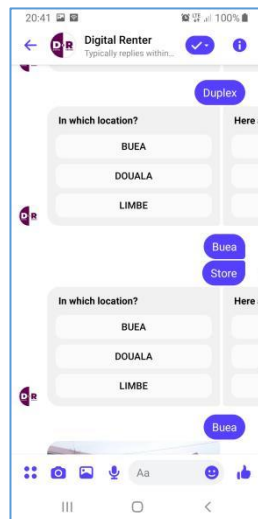 20:41
100%
D R
Digital Renter
Typically replies within...
Duplex
In which location?
Here
BUEA
DOUALA
LIMBE
D R
Buea
Store
In which location?
Here
BUEA
DOUALA
LIMBE
D R
Buea
Aa